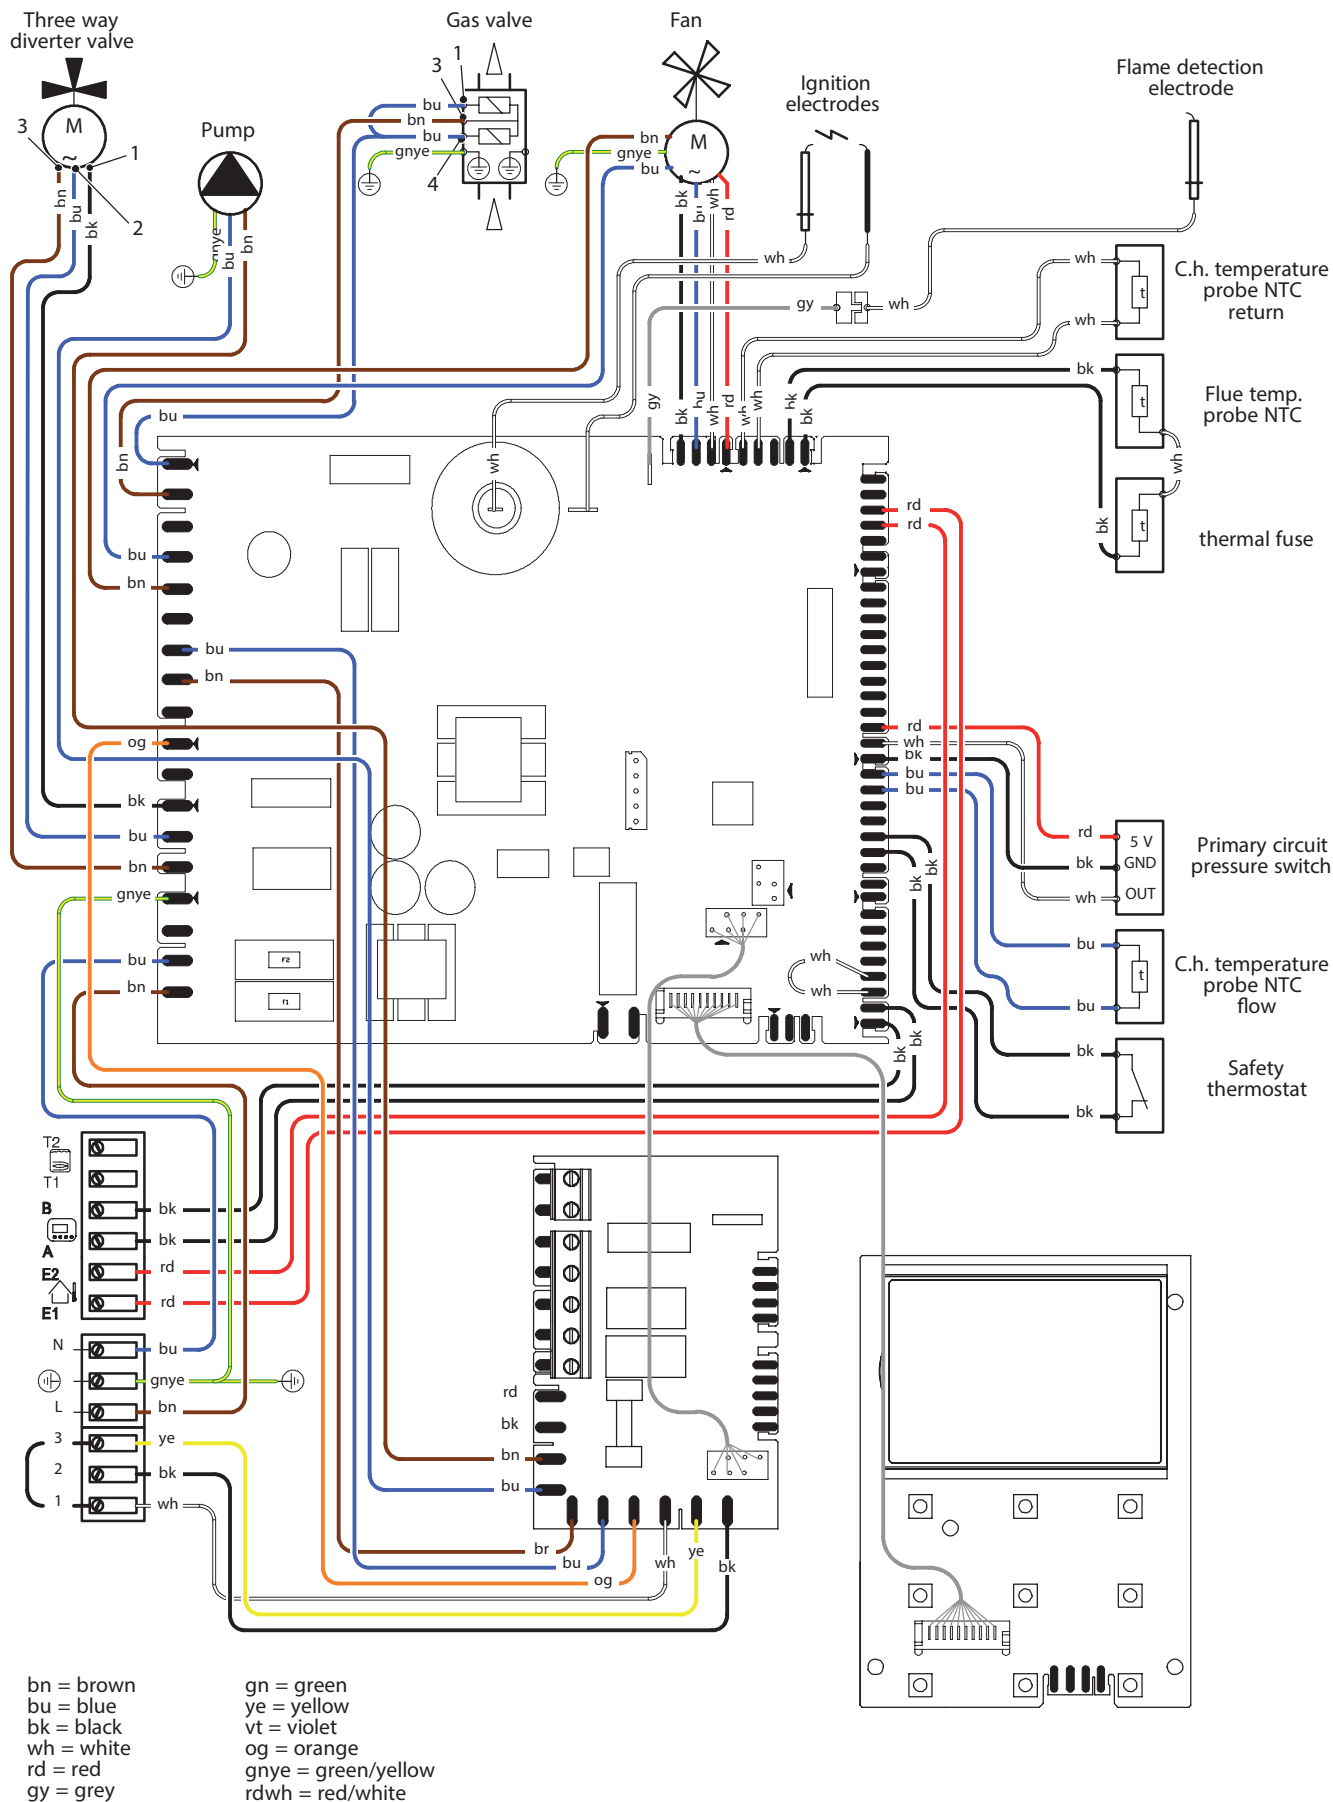 Three way
diverter valve
Gas valve
Fan
Ignition
electrodes
Flame detection
electrode
Pump
M
~
3
1
2
bn
bu
bk
gnye
bu
bn
1
3
4
bu
bn
bu
gnye
bn
gnye
bu
M
~
bk
bu
wh
rd
wh
gy
wh
wh
wh
t
C.h. temperature
probe NTC
return
bk
t
Flue temp.
probe NTC
wh
bk
t
thermal fuse
bu
bn
gy
bk
bu
wh
rd
wh
wh
bk
bk
wh
rd
rd
bu
bn
bu
bn
og
bk
bu
bn
gnye
bu
bn
rd
wh
bk
bu
bu
bk
bk
rd
bk
wh
5 V
GND
OUT
Primary circuit
pressure switch
F2
F1
wh
wh
bu
bu
t
C.h. temperature
probe NTC
flow
bk
bk
bk
bk
Safety
thermostat
T2
T1
B
A
E2
E1
bk
bk
rd
rd
N
L
3
2
1
bu
gnye
bn
ye
bk
wh
rd
bk
bn
bu
br
bu
og
wh
ye
bk
bn = brown
bu = blue
bk = black
wh = white
rd = red
gy = grey
gn = green
ye = yellow
vt = violet
og = orange
gnye = green/yellow
rdwh = red/white